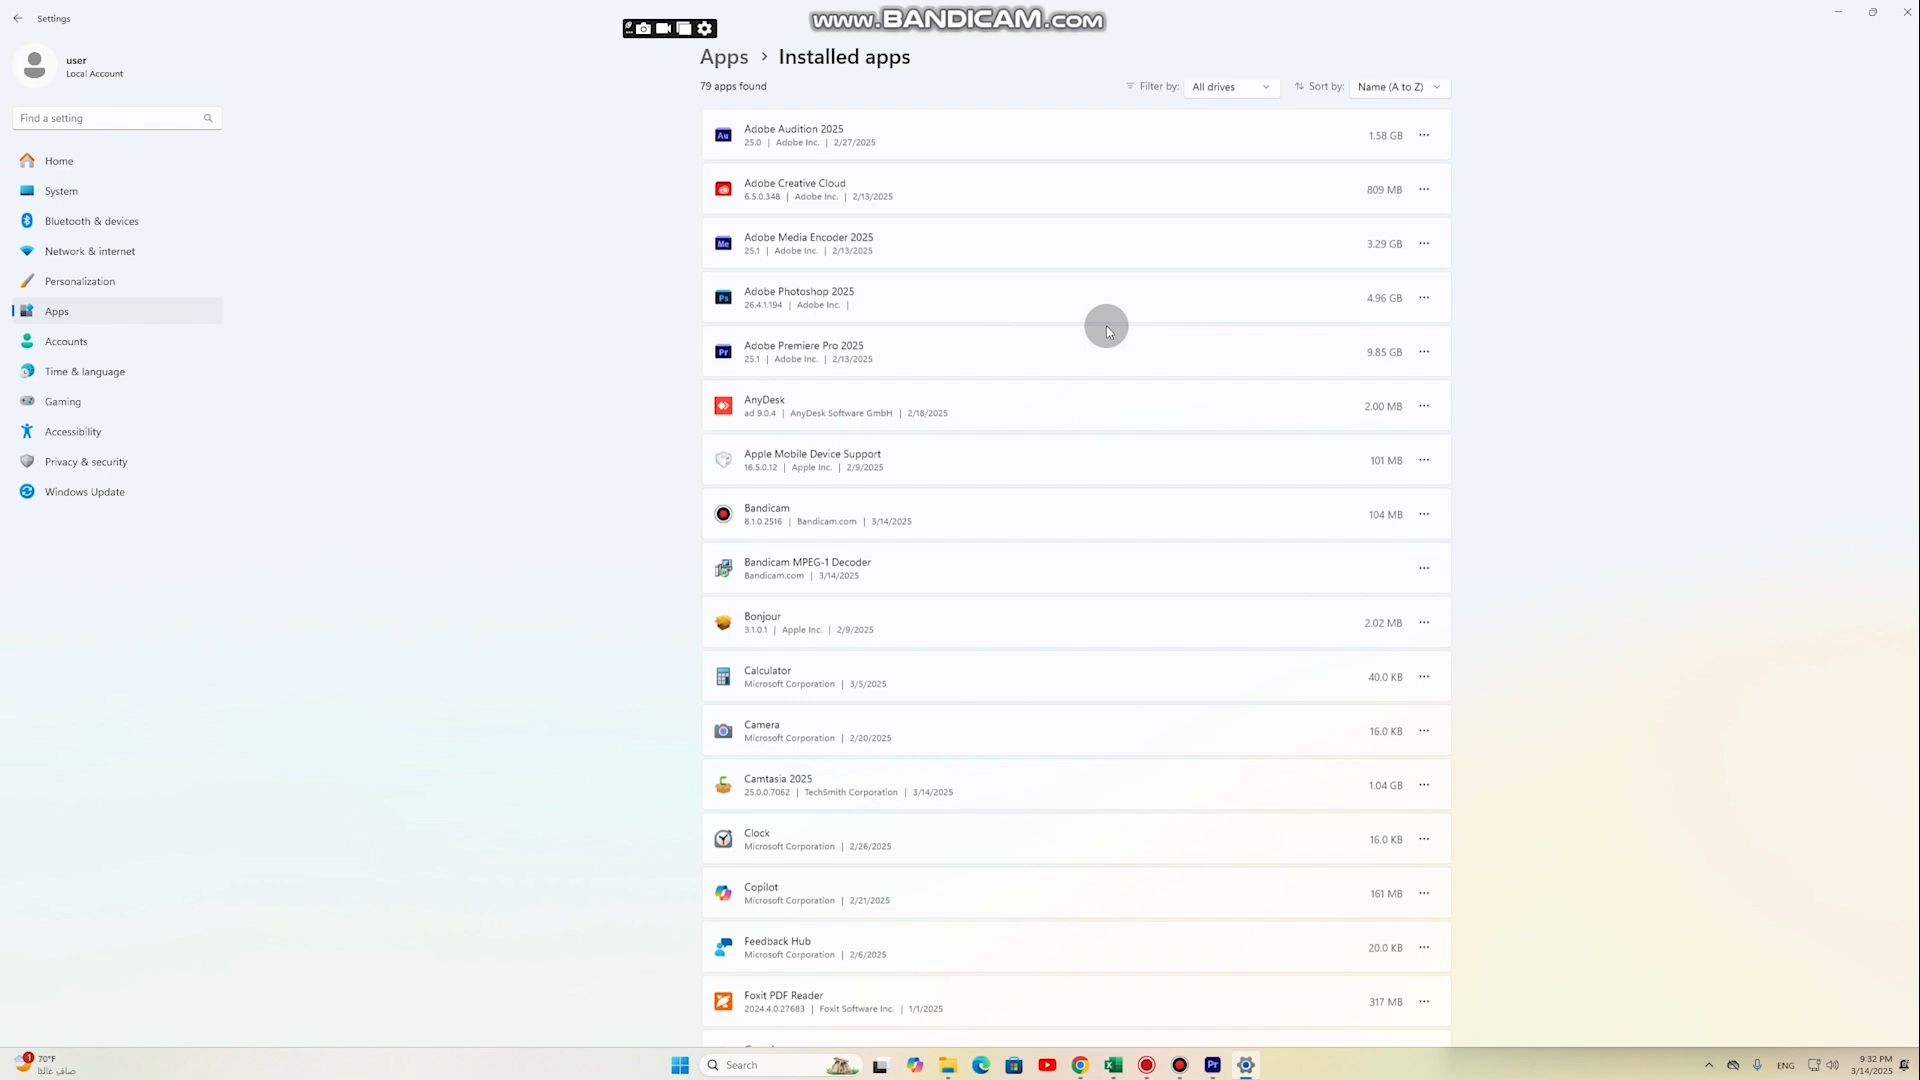 Settings
www.BANDICAM.com
user
Local Account
Find a setting
Home
System
Bluetooth & devices
Network & internet
Personalization
Apps
Accounts
Time & language
Gaming
Accessibility
Privacy & security
Windows Update
Apps > Installed apps
79 apps found
Filter by: All drives
Sort by: Name (A to Z)
Adobe Audition 2025
25.0 | Adobe Inc. | 2/27/2025
1.58 GB
Adobe Creative Cloud
6.5.0.348 | Adobe Inc. | 2/13/2025
809 MB
Adobe Media Encoder 2025
25.1 | Adobe Inc. | 2/13/2025
3.29 GB
Adobe Photoshop 2025
26.4.1.194 | Adobe Inc. |
4.96 GB
Adobe Premiere Pro 2025
25.1 | Adobe Inc. | 2/13/2025
9.85 GB
AnyDesk
ad 9.0.4 | AnyDesk Software GmbH | 2/18/2025
2.00 MB
Apple Mobile Device Support
16.5.0.12 | Apple Inc. | 2/9/2025
101 MB
Bandicam
8.1.0.2516 | Bandicam.com | 3/14/2025
104 MB
Bandicam MPEG-1 Decoder
Bandicam.com | 3/14/2025
Bonjour
3.1.0.1 | Apple Inc. | 2/9/2025
2.02 MB
Calculator
Microsoft Corporation | 3/5/2025
40.0 KB
Camera
Microsoft Corporation | 2/20/2025
16.0 KB
Camtasia 2025
25.0.0.7062 | TechSmith Corporation | 3/14/2025
1.04 GB
Clock
Microsoft Corporation | 2/26/2025
16.0 KB
Copilot
Microsoft Corporation | 2/21/2025
161 MB
Feedback Hub
Microsoft Corporation | 2/6/2025
20.0 KB
Foxit PDF Reader
2024.4.0.27683 | Foxit Software Inc. | 1/1/2025
317 MB
1
70°F
صافٍ غالبًا
Search
ENG
9:32 PM
3/14/2025